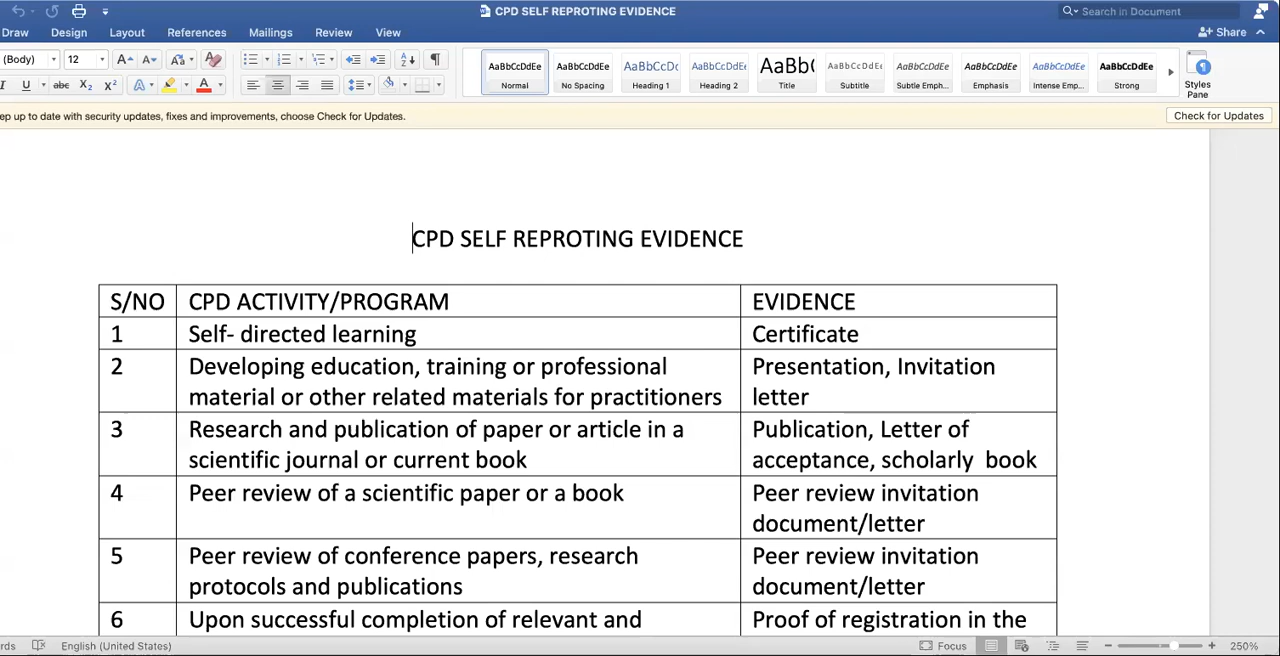 CPD SELF REPROTING EVIDENCE
Search in Document
Draw Design Layout References Mailings Review View
Share
(Body) 12
AaBbCcDdEe AaBbCcDdEe AaBbCcDc AaBbCcDdEe AaBb( AaBbCcDdEe AaBbCcDdEe AaBbCcDdEe AaBbCcDdEe AaBbCcDdEe
Normal No Spacing Heading 1 Heading 2 Title Subtitle Subtle Emph... Emphasis Intense Emp... Strong
Styles
Pane
I U abc X₂ X² A A
ep up to date with security updates, fixes and improvements, choose Check for Updates.
Check for Updates
CPD SELF REPROTING EVIDENCE
S/NO CPD ACTIVITY/PROGRAM EVIDENCE
1 Self- directed learning Certificate
2 Developing education, training or professional Presentation, Invitation
material or other related materials for practitioners letter
3 Research and publication of paper or article in a Publication, Letter of
scientific journal or current book acceptance, scholarly book
4 Peer review of a scientific paper or a book Peer review invitation
document/letter
5 Peer review of conference papers, research Peer review invitation
protocols and publications document/letter
6 Upon successful completion of relevant and Proof of registration in the
rds English (United States) Focus 250%